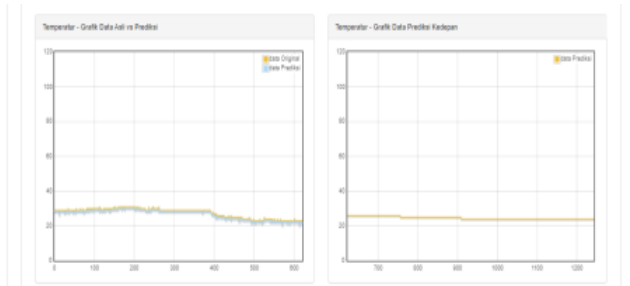 Temperatur - Grafik Data Asli vs Prediksi
data Original
data Prediksi
120
100
80
60
40
20
0
0 100 200 300 400 500 600
Temperatur - Grafik Data Prediksi Kedepan
data Prediksi
120
100
80
60
40
20
0
700 800 900 1000 1100 1200